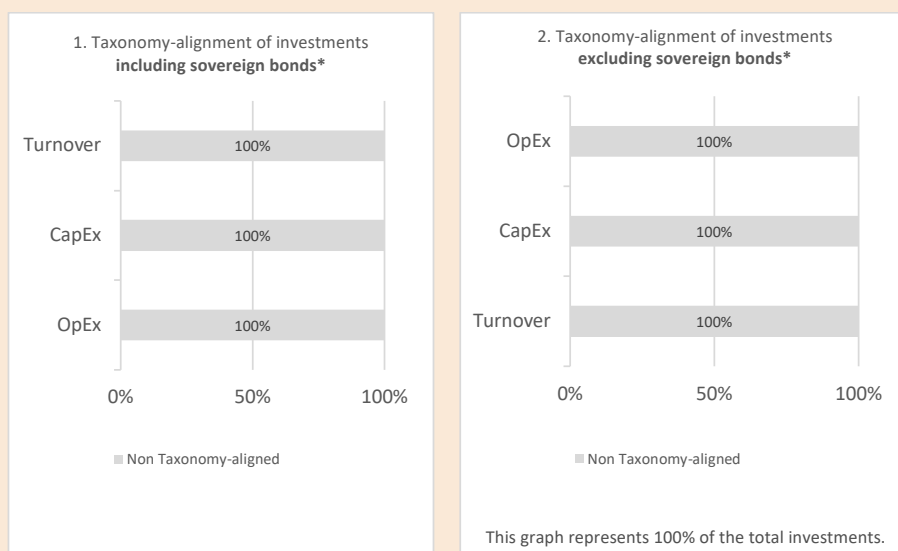 1. Taxonomy-alignment of investments
including sovereign bonds*
Turnover
100%
CapEx
100%
OpEx
100%
0%
50%
100%
Non Taxonomy-aligned
2. Taxonomy-alignment of investments
excluding sovereign bonds*
OpEx
100%
CapEx
100%
Turnover
100%
0%
50%
100%
Non Taxonomy-aligned
This graph represents 100% of the total investments.